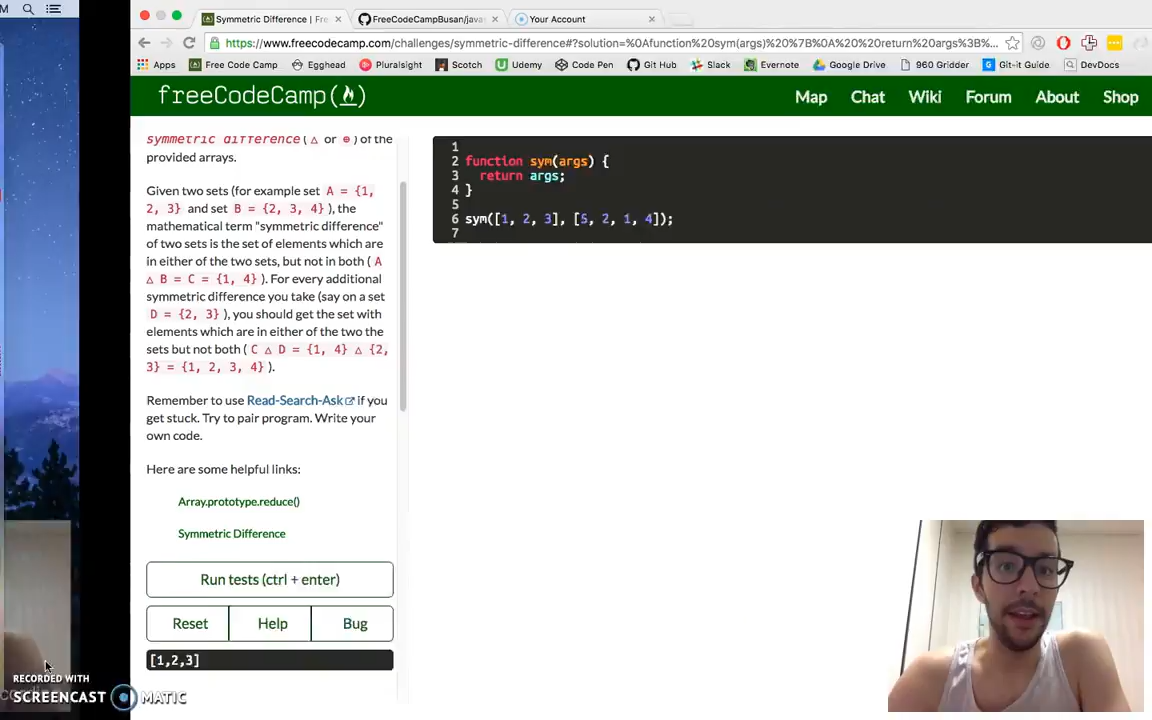 M
Symmetric Difference | Fre
FreeCodeCampBusan/java
Your Account
https://www.freecodecamp.com/challenges/symmetric-difference#?solution=%0Afunction%20sym(args)%20%7B%0A%20%20return%20args%3B%...
Apps Free Code Camp Egghead Pluralsight Scotch Udemy Code Pen Git Hub Slack Evernote Google Drive 960 Gridder Git-it Guide DevDocs
freeCodeCamp Map Chat Wiki Forum About Shop
symmetric difference ( △ or ⊕ ) of the
provided arrays.
Given two sets (for example set A = {1,
2, 3} and set B = {2, 3, 4} ), the
mathematical term "symmetric difference"
of two sets is the set of elements which are
in either of the two sets, but not in both ( A
△ B = C = {1, 4} ). For every additional
symmetric difference you take (say on a set
D = {2, 3} ), you should get the set with
elements which are in either of the two the
sets but not both ( C △ D = {1, 4} △ {2,
3} = {1, 2, 3, 4} ).
Remember to use Read-Search-Ask if you
get stuck. Try to pair program. Write your
own code.
Here are some helpful links:
Array.prototype.reduce()
Symmetric Difference
Run tests (ctrl + enter)
Reset Help Bug
[1,2,3]
1
2 function sym(args) {
3 return args;
4 }
5
6 sym([1, 2, 3], [5, 2, 1, 4]);
7
RECORDED WITH
SCREENCAST MATIC